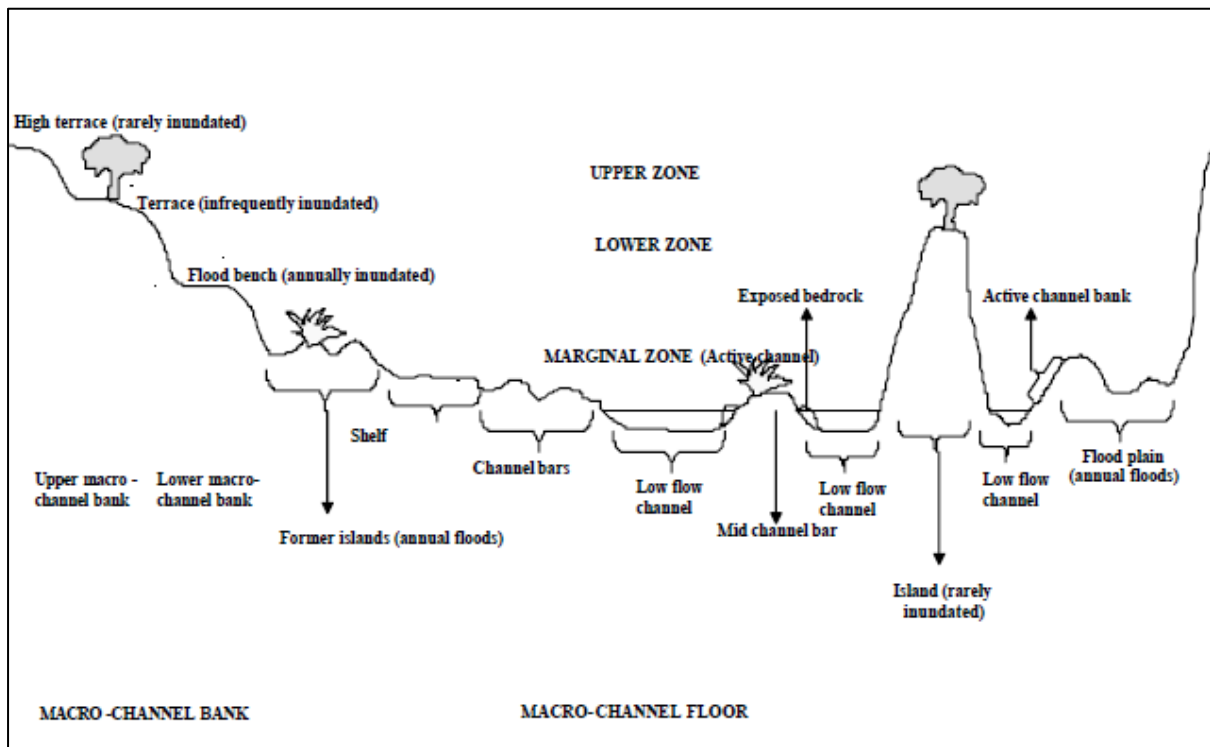 High terrace (rarely inundated)
UPPER ZONE
Terrace (infrequently inundated)
LOWER ZONE
Flood bench (annually inundated)
Exposed bedrock
Active channel bank
MARGINAL ZONE (Active channel)
Shelf
Channel bars
Upper macro -
channel bank
Lower macro-
channel bank
Low flow
channel
Low flow
channel
Low flow
channel
Flood plain
(annual floods)
Mid channel bar
Former islands (annual floods)
Island (rarely
inundated)
MACRO -CHANNEL BANK
MACRO-CHANNEL FLOOR